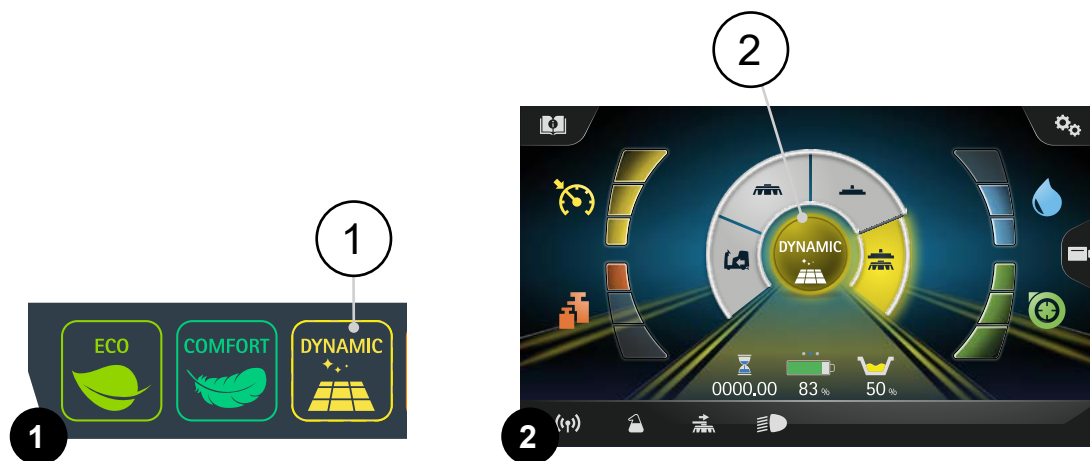 2
1
ECO
COMFORT
DYNAMIC
1
DYNAMIC
0000.00
83 %
50 %
2